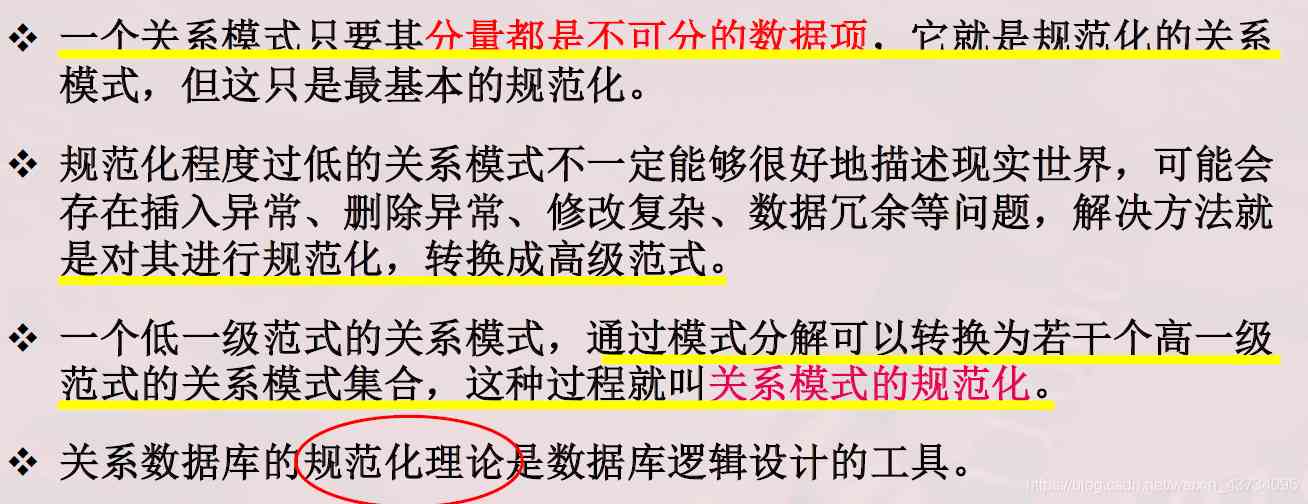 ❖ 一个关系模式只要其分量都是不可分的数据项，它就是规范化的关系
模式，但这只是最基本的规范化。
❖ 规范化程度过低的关系模式不一定能够很好地描述现实世界，可能会
存在插入异常、删除异常、修改复杂、数据冗余等问题，解决方法就
是对其进行规范化，转换成高级范式。
❖ 一个低一级范式的关系模式，通过模式分解可以转换为若干个高一级
范式的关系模式集合，这种过程就叫关系模式的规范化。
❖ 关系数据库的规范化理论是数据库逻辑设计的工具。
https://blog.csdn.net/weixin_43734095